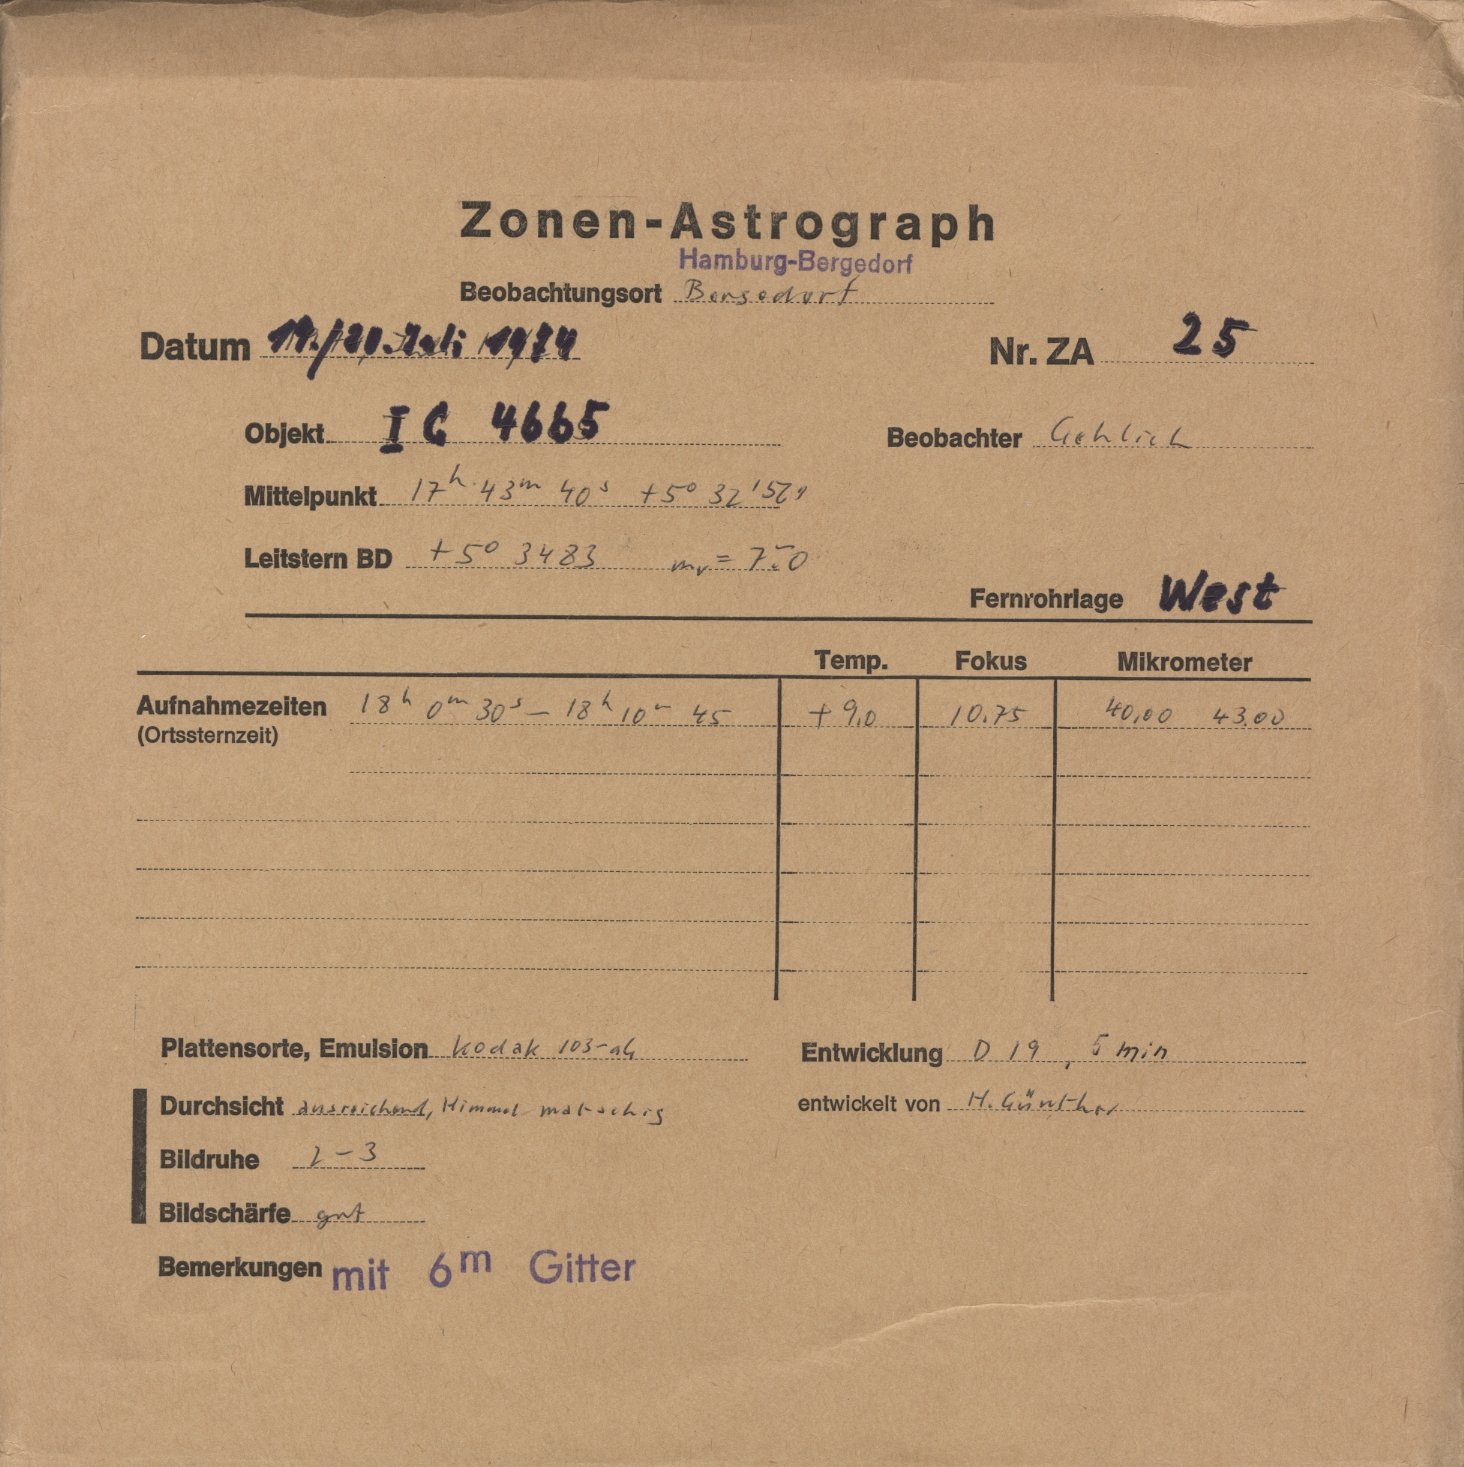 Zonen-Astrograph
Hamburg-Bergedorf
Beobachtungsort Bergedorf
Datum 19./20. Juli 1974
Nr. ZA 25
Objekt IC 4665
Beobachter Gehlich
Mittelpunkt 17h 43m 40s +5° 32' 52"
Leitstern BD +5° 3483 mv = 7.0
Fernrohrlage West
Temp. Fokus Mikrometer
Aufnahmezeiten 18h 0m 30s – 18h 10m 45 +9,0 10.75 40,00 43.00
(Ortssternzeit)
Plattensorte, Emulsion Kodak 103-aG
Entwicklung D 19, 5 min
Durchsicht ausreichend, Himmel matschig
entwickelt von H. Günther
Bildruhe 2–3
Bildschärfe gut
Bemerkungen mit 6m Gitter